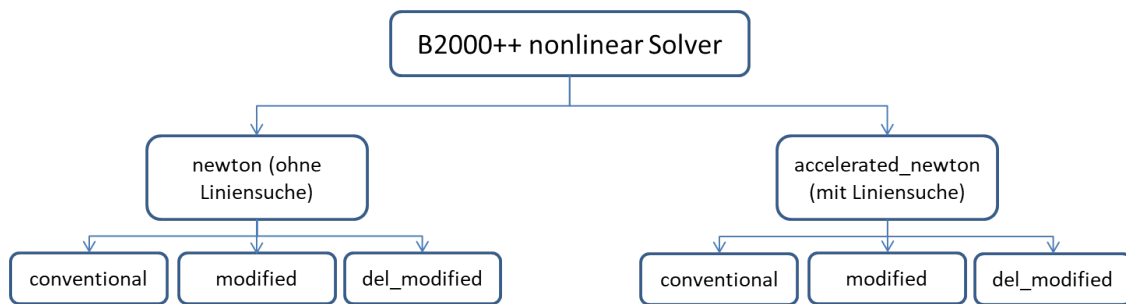 B2000++ nonlinear Solver
newton (ohne
Liniensuche)
accelerated_newton
(mit Liniensuche)
conventional
modified
del_modified
conventional
modified
del_modified